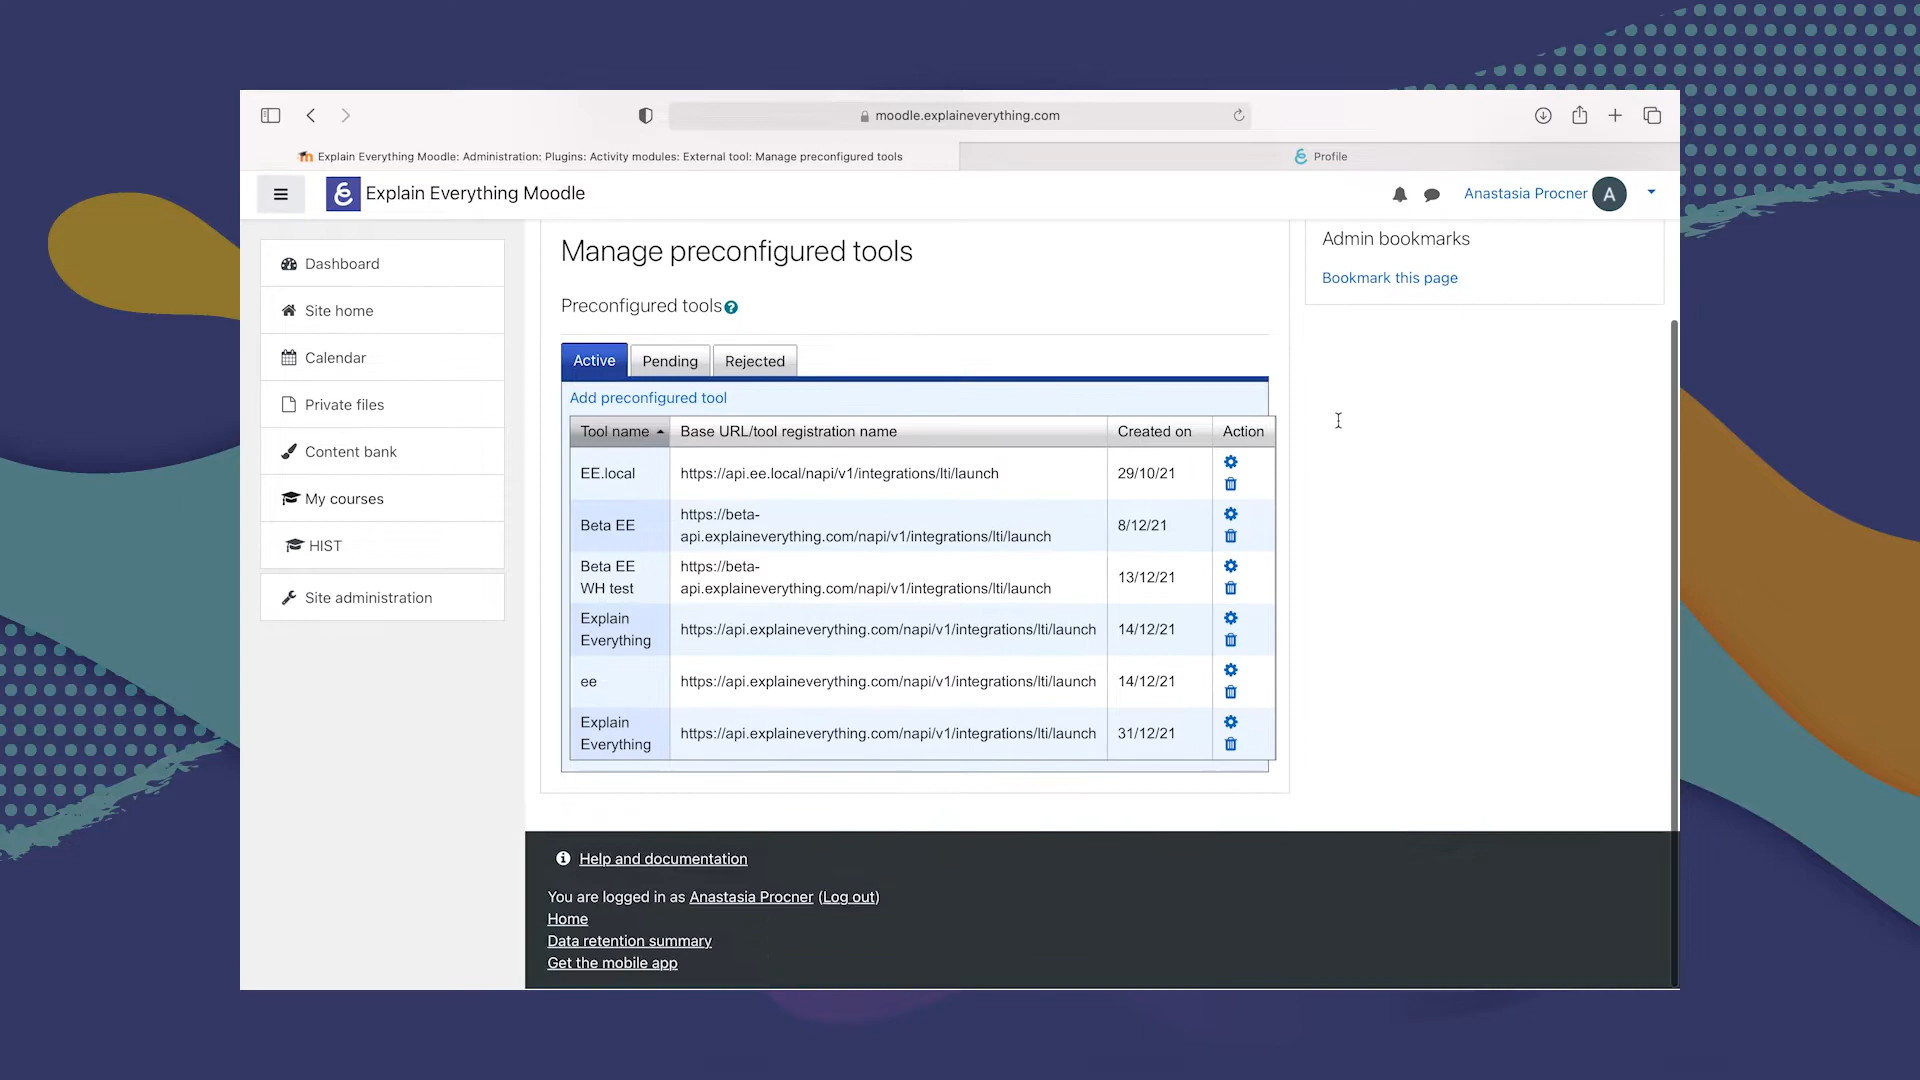 moodle.explaineverything.com
Explain Everything Moodle: Administration: Plugins: Activity modules: External tool: Manage preconfigured tools
Profile
Explain Everything Moodle
Anastasia Procner
A
Dashboard
Site home
Calendar
Private files
Content bank
My courses
HIST
Site administration
Manage preconfigured tools
Preconfigured tools
Active
Pending
Rejected
Add preconfigured tool
Tool name
Base URL/tool registration name
Created on
Action
EE.local
https://api.ee.local/napi/v1/integrations/lti/launch
29/10/21
Beta EE
https://beta-
api.explaineverything.com/napi/v1/integrations/lti/launch
8/12/21
Beta EE
WH test
https://beta-
api.explaineverything.com/napi/v1/integrations/lti/launch
13/12/21
Explain
Everything
https://api.explaineverything.com/napi/v1/integrations/lti/launch
14/12/21
ee
https://api.explaineverything.com/napi/v1/integrations/lti/launch
14/12/21
Explain
Everything
https://api.explaineverything.com/napi/v1/integrations/lti/launch
31/12/21
Admin bookmarks
Bookmark this page
Help and documentation
You are logged in as Anastasia Procner (Log out)
Home
Data retention summary
Get the mobile app